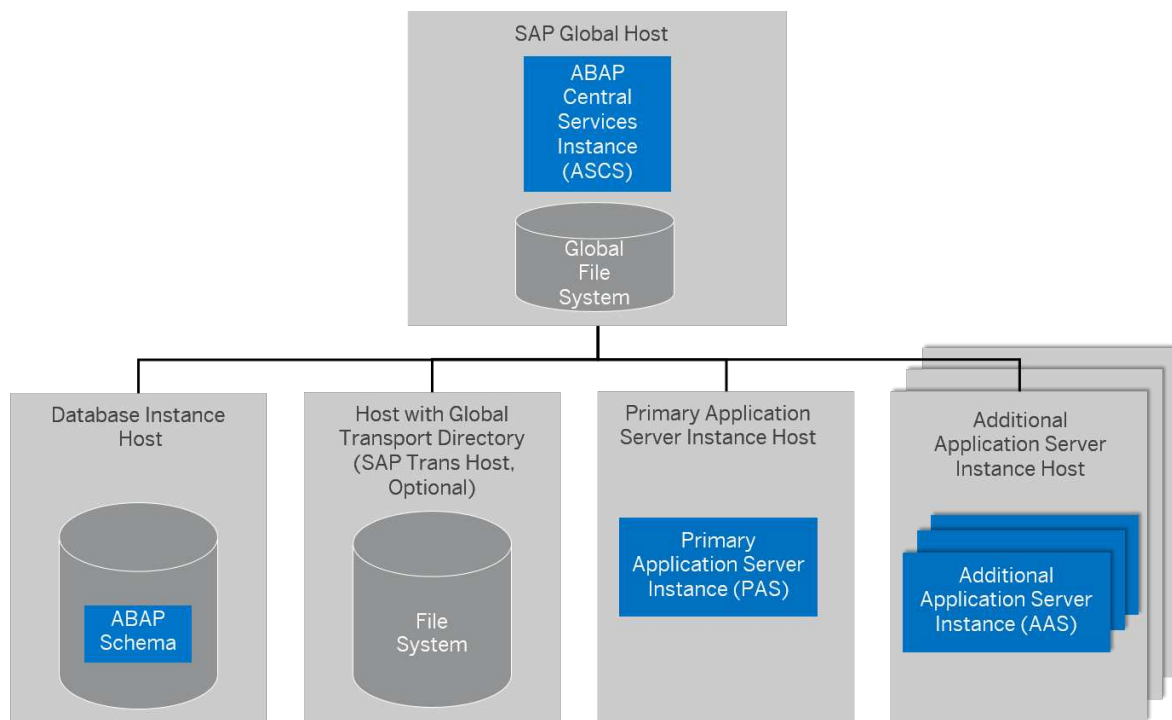 SAP Global Host
ABAP
Central
Services
Instance
(ASCS)
Global
File
System
Database Instance
Host
ABAP
Schema
Host with Global
Transport Directory
(SAP Trans Host,
Optional)
File
System
Primary Application
Server Instance Host
Primary
Application Server
Instance (PAS)
Additional
Application Server
Instance Host
Additional
Application Server
Instance (AAS)